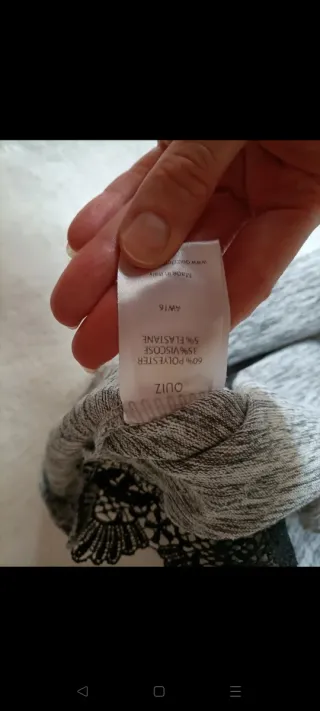 QUIZ
60% POLYESTER
35% VISCOSE
5% ELASTANE
AW16